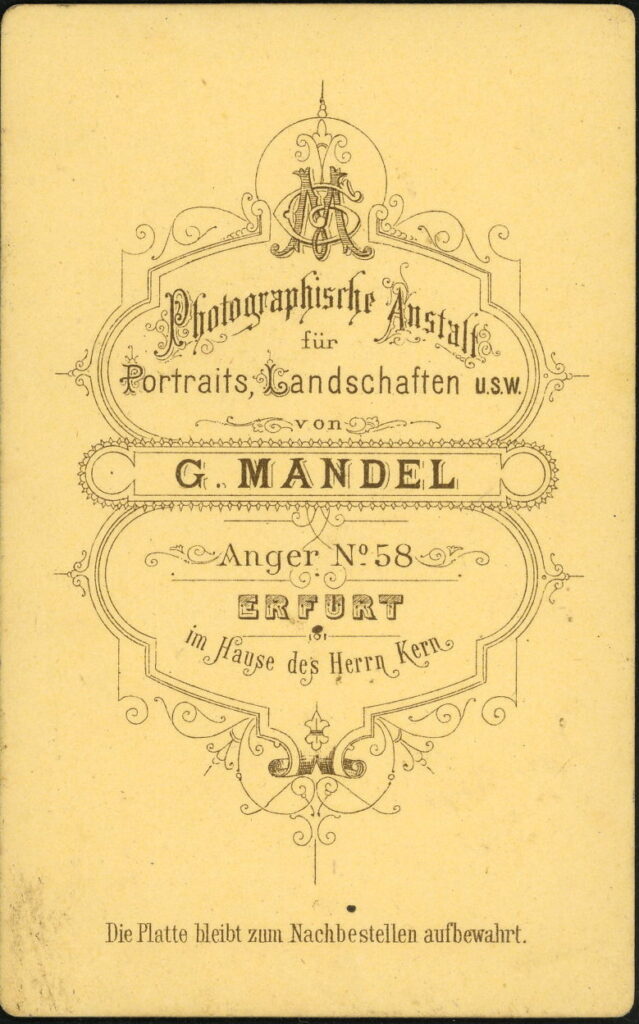 GM
Photographische Anstalt
für
Portraits, Landschaften u.s.w.
von
G. MANDEL
Anger No. 58
ERFURT
im Hause des Herrn Kern
Die Platte bleibt zum Nachbestellen aufbewahrt.